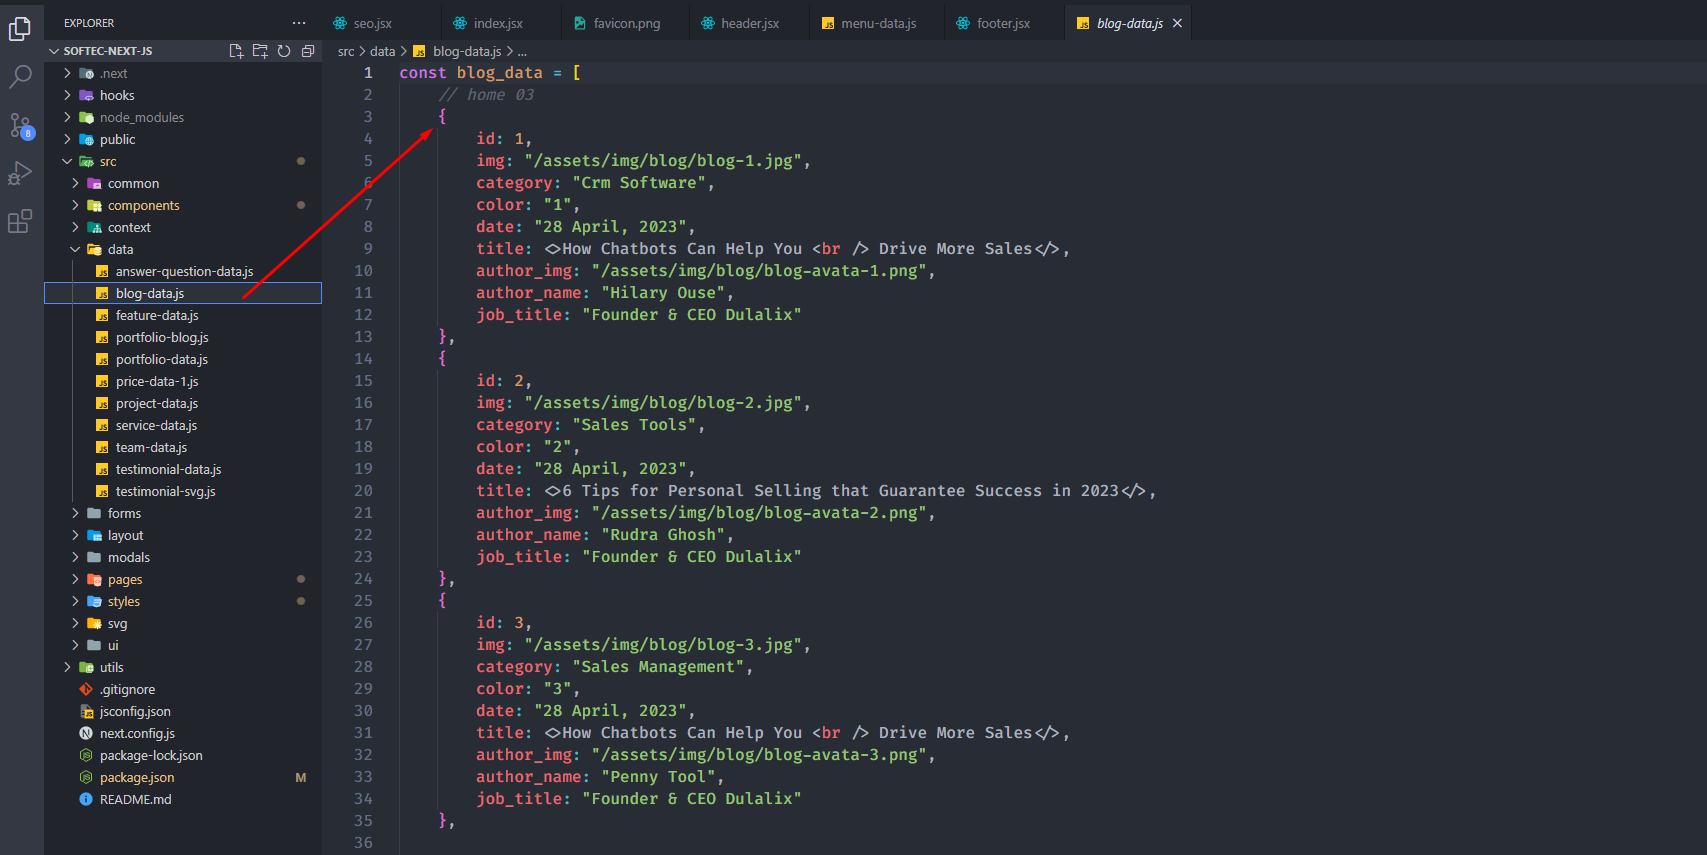 EXPLORER
SOFTEC-NEXT-JS
.next
hooks
node_modules
public
src
common
components
context
data
answer-question-data.js
blog-data.js
feature-data.js
portfolio-blog.js
portfolio-data.js
price-data-1.js
project-data.js
service-data.js
team-data.js
testimonial-data.js
testimonial-svg.js
forms
layout
modals
pages
styles
svg
ui
utils
.gitignore
jsconfig.json
next.config.js
package-lock.json
package.json M
README.md
8
seo.jsx index.jsx favicon.png header.jsx menu-data.js footer.jsx blog-data.js
src > data > JS blog-data.js > ...
1 const blog_data = [
2 // home 03
3 {
4 id: 1,
5 img: "/assets/img/blog/blog-1.jpg",
6 category: "Crm Software",
7 color: "1",
8 date: "28 April, 2023",
9 title: <>How Chatbots Can Help You <br /> Drive More Sales</>,
10 author_img: "/assets/img/blog/blog-avata-1.png",
11 author_name: "Hilary Ouse",
12 job_title: "Founder & CEO Dulalix"
13 },
14 {
15 id: 2,
16 img: "/assets/img/blog/blog-2.jpg",
17 category: "Sales Tools",
18 color: "2",
19 date: "28 April, 2023",
20 title: <>6 Tips for Personal Selling that Guarantee Success in 2023</>,
21 author_img: "/assets/img/blog/blog-avata-2.png",
22 author_name: "Rudra Ghosh",
23 job_title: "Founder & CEO Dulalix"
24 },
25 {
26 id: 3,
27 img: "/assets/img/blog/blog-3.jpg",
28 category: "Sales Management",
29 color: "3",
30 date: "28 April, 2023",
31 title: <>How Chatbots Can Help You <br /> Drive More Sales</>,
32 author_img: "/assets/img/blog/blog-avata-3.png",
33 author_name: "Penny Tool",
34 job_title: "Founder & CEO Dulalix"
35 },
36